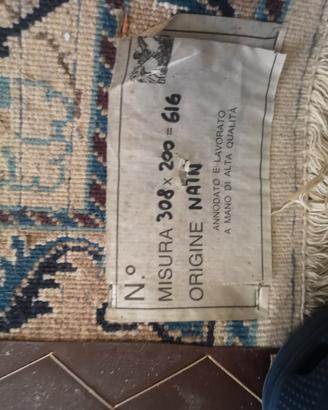 N.º
MISURA 308 x 200 = 616
ORIGINE NAIN
ANNODATO E LAVORATO
A MANO DI ALTA QUALITÀ